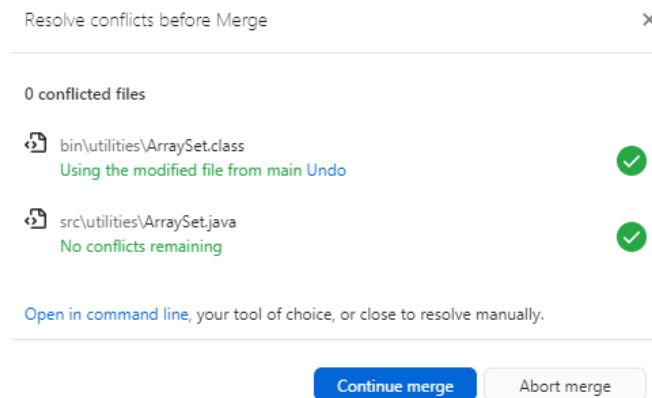 Resolve conflicts before Merge
0 conflicted files
bin\utilities\ArraySet.class
Using the modified file from main Undo
src\utilities\ArraySet.java
No conflicts remaining
Open in command line, your tool of choice, or close to resolve manually.
Continue merge Abort merge